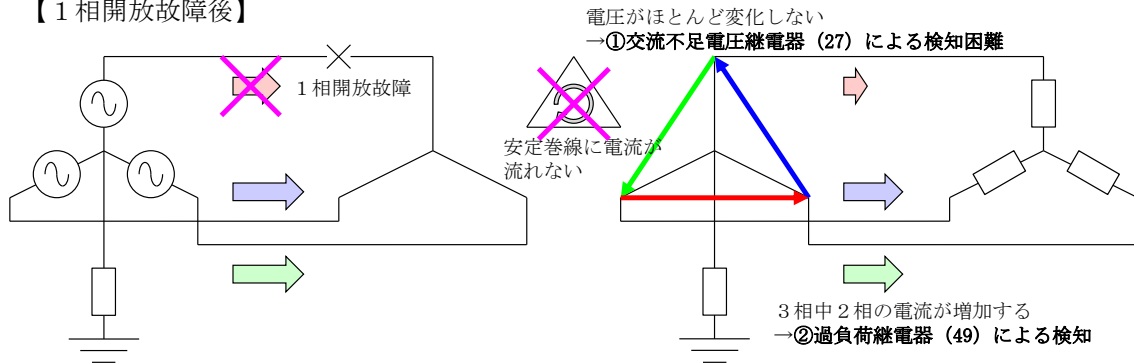 【１相開放故障後】
電圧がほとんど変化しない
→①交流不足電圧継電器（27）による検知困難
１相開放故障
安定巻線に電流が
流れない
３相中２相の電流が増加する
→②過負荷継電器（49）による検知